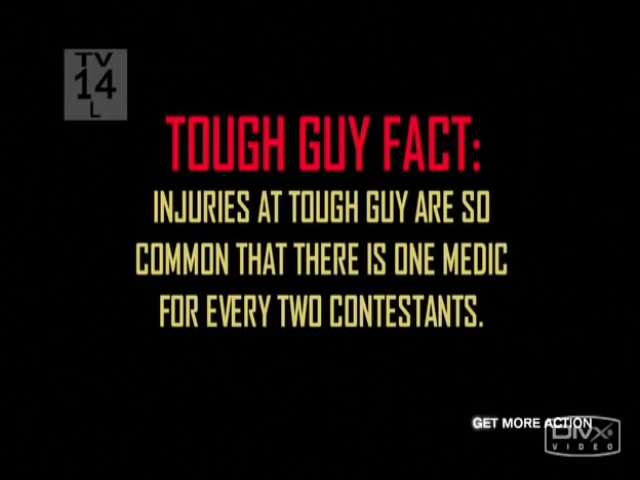 TV
14
L
TOUGH GUY FACT:
INJURIES AT TOUGH GUY ARE SO
COMMON THAT THERE IS ONE MEDIC
FOR EVERY TWO CONTESTANTS.
GET MORE ACTION
DIVX
VIDEO